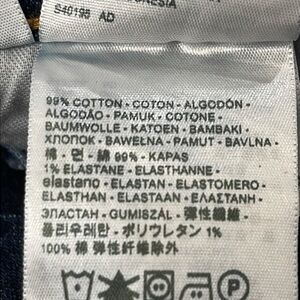 S40198 AD
99% COTTON - COTON - ALGODÓN -
ALGODÃO - PAMUK - COTONE -
BAUMWOLLE - KATOEN - BAMBAKI -
ХЛОПОК - BAWEŁNA - PAMUT - BAVLNA -
棉 - 면 - 綿 99% - KAPAS
1% ELASTANE - ELASTHANNE -
elastano - ELASTAN - ELASTOMERO -
ELASTHAN - ELASTAAN - ΕΛΑΣΤΑΝΗ -
ЭЛАСТАН - GUMISZÁL - 彈性纖維 -
폴리우레탄 - ポリウレタン 1%
100% 棉 弹性纤维除外
P